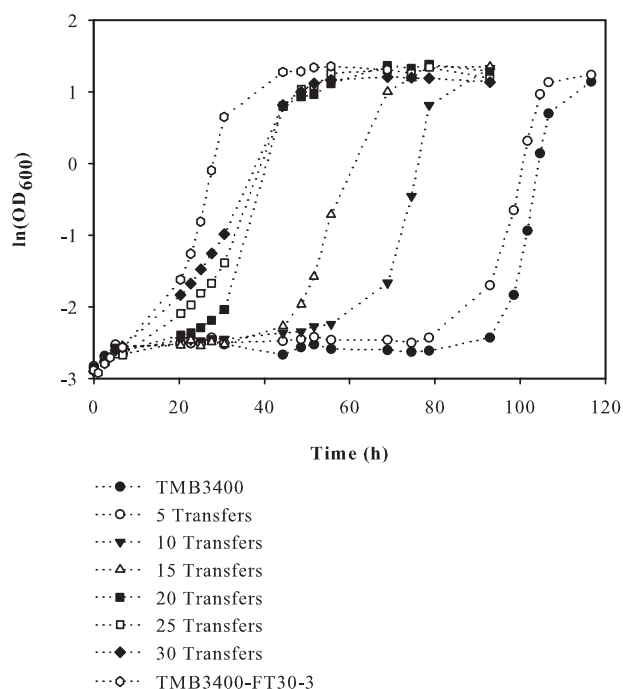 2
1
0
-1
-2
-3
ln(OD600)
0 20 40 60 80 100 120
Time (h)
TMB3400
5 Transfers
10 Transfers
15 Transfers
20 Transfers
25 Transfers
30 Transfers
TMB3400-FT30-3